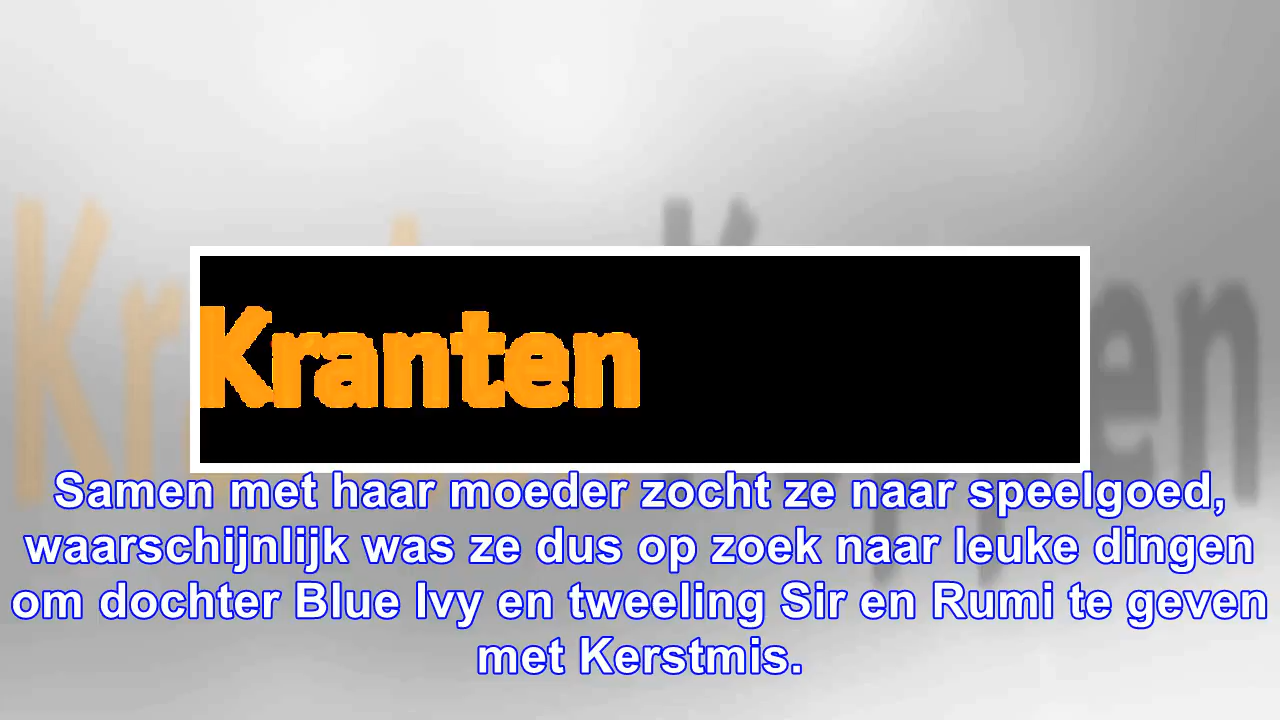 Kranten
Samen met haar moeder zocht ze naar speelgoed,
waarschijnlijk was ze dus op zoek naar leuke dingen
om dochter Blue Ivy en tweeling Sir en Rumi te geven
met Kerstmis.